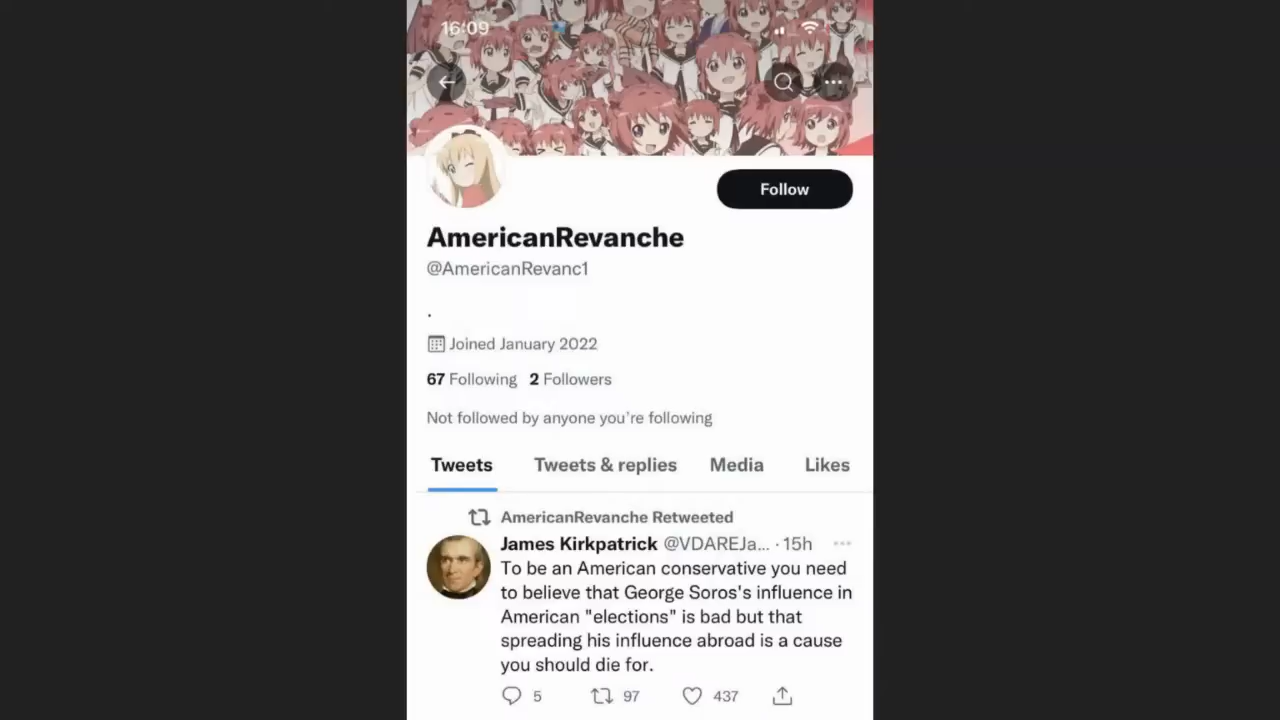 16:09
Follow
AmericanRevanche
@AmericanRevanc1
.
Joined January 2022
67 Following 2 Followers
Not followed by anyone you're following
Tweets Tweets & replies Media Likes
AmericanRevanche Retweeted
James Kirkpatrick @VDAREJa... · 15h
To be an American conservative you need
to believe that George Soros's influence in
American "elections" is bad but that
spreading his influence abroad is a cause
you should die for.
5 97 437